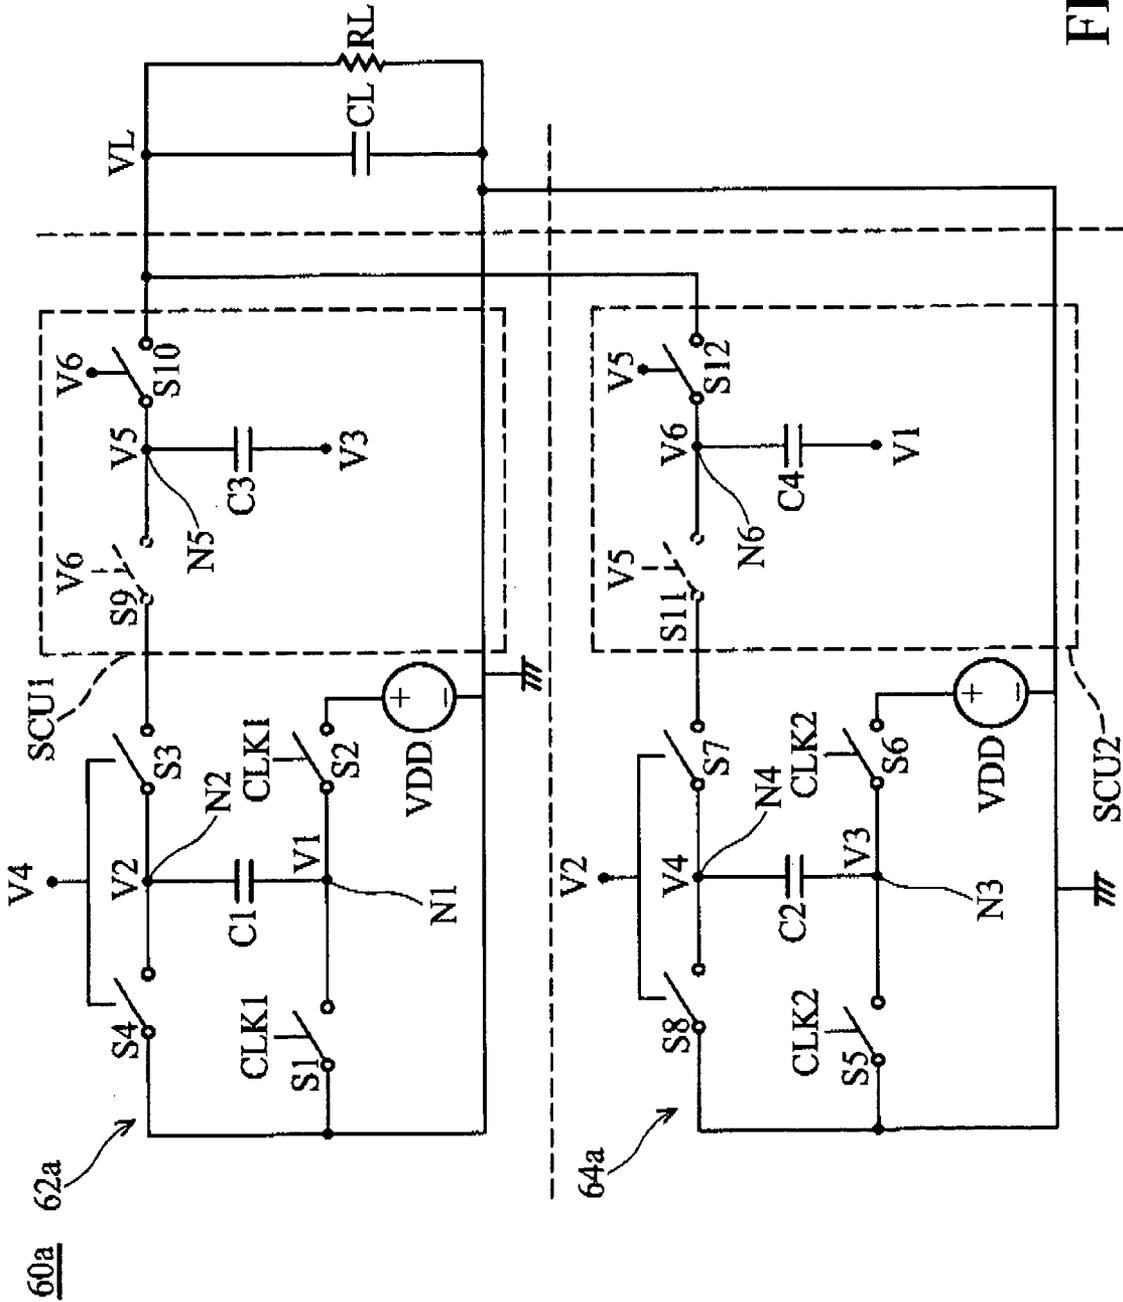 60a
62a
V4
S4
V2
S3
N2
C1
CLK1
S1
V1
N1
CLK1
S2
VDD
+
−
SCU1
V6
S9
V5
N5
C3
V3
V6
S10
VL
CL
RL
64a
V2
S8
V4
S7
N4
C2
CLK2
S5
V3
N3
CLK2
S6
VDD
+
−
SCU2
V5
S11
V6
N6
C4
V1
V5
S12